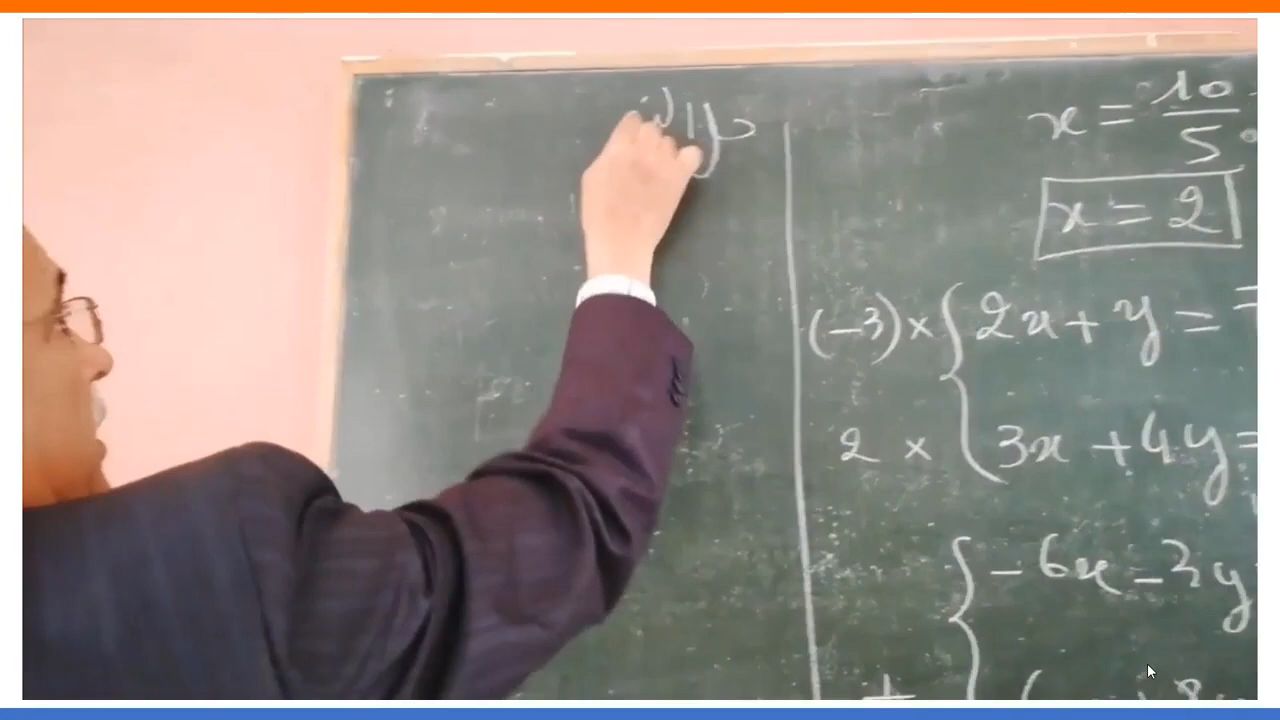 x = 10/5
x = 2
(-3)× { 2x + y =
2 × { 3x + 4y =
{ -6x - 3y